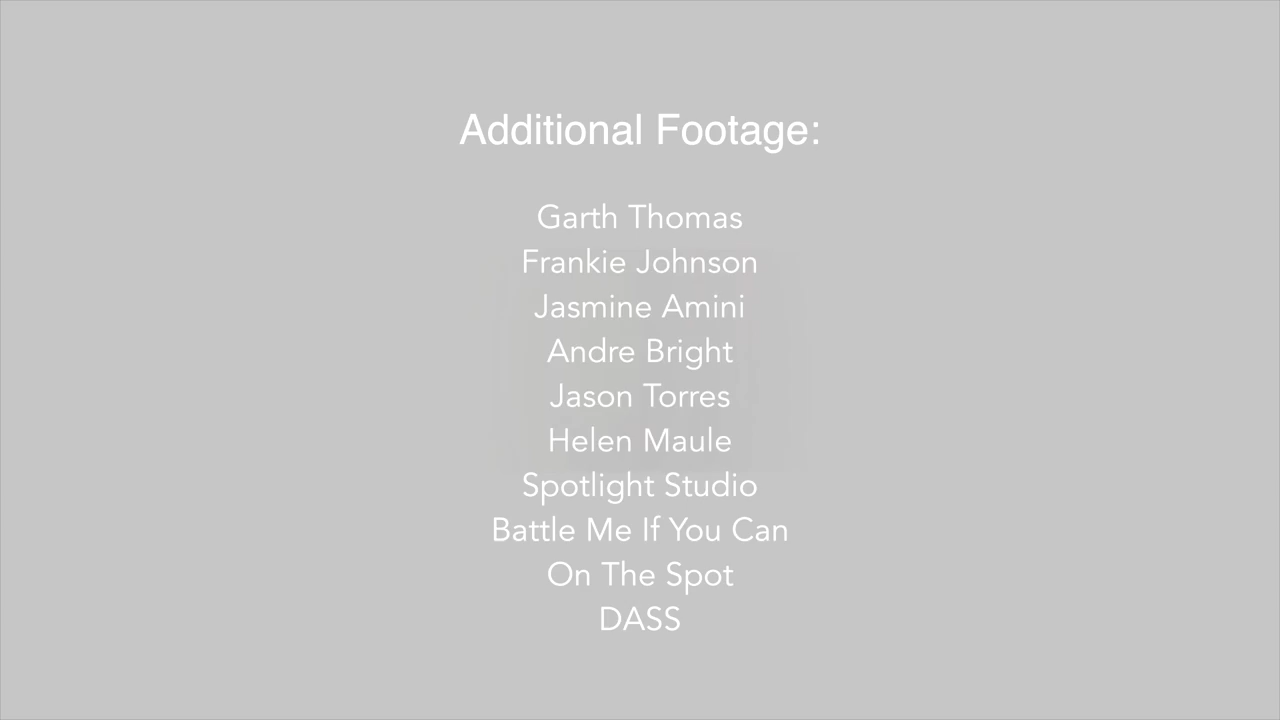 Additional Footage:
Garth Thomas
Frankie Johnson
Jasmine Amini
Andre Bright
Jason Torres
Helen Maule
Spotlight Studio
Battle Me If You Can
On The Spot
DASS